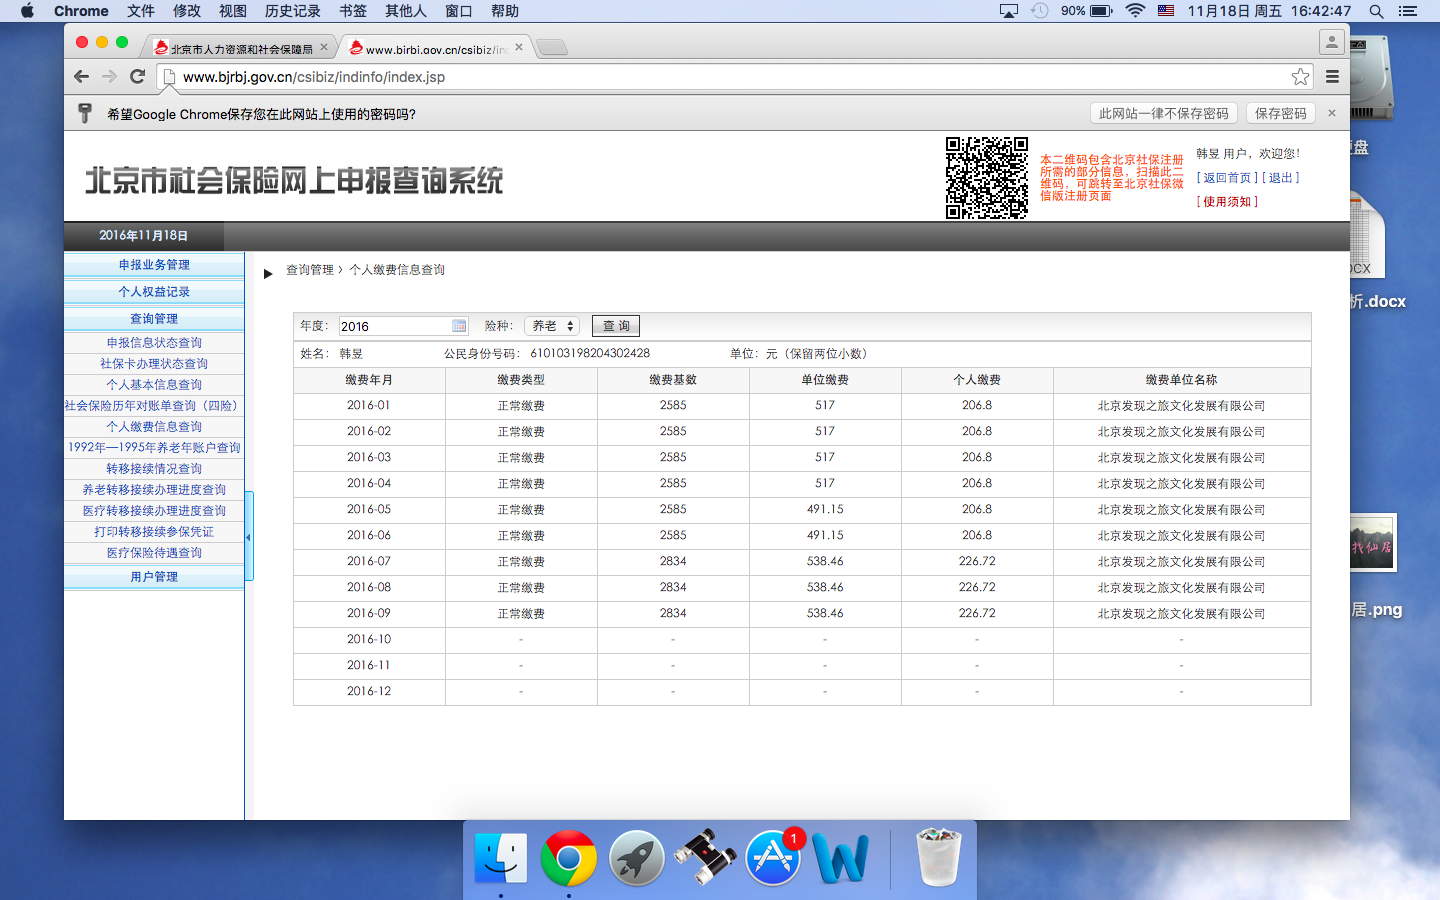 Chrome 文件 修改 视图 历史记录 书签 其他人 窗口 帮助 90% 11月18日 周五 16:42:47
北京市人力资源和社会保障局 www.bjrbj.gov.cn/csibiz/in
www.bjrbj.gov.cn/csibiz/indinfo/index.jsp
希望Google Chrome保存您在此网站上使用的密码吗? 此网站一律不保存密码 保存密码
北京市社会保险网上申报查询系统
本二维码包含北京社保注册
所需的部分信息，扫描此二
维码，可跳转至北京社保微
信版注册页面
韩昱 用户，欢迎您！
[ 返回首页 ] [ 退出 ]
[ 使用须知 ]
2016年11月18日
申报业务管理
个人权益记录
查询管理
申报信息状态查询
社保卡办理状态查询
个人基本信息查询
社会保险历年对账单查询（四险）
个人缴费信息查询
1992年—1995年养老年账户查询
转移接续情况查询
养老转移接续办理进度查询
医疗转移接续办理进度查询
打印转移接续参保凭证
医疗保险待遇查询
用户管理
查询管理 > 个人缴费信息查询
年度： 2016 险种： 养老 查 询
姓名： 韩昱 公民身份号码： 610103198204302428 单位：元（保留两位小数）
缴费年月 缴费类型 缴费基数 单位缴费 个人缴费 缴费单位名称
2016-01 正常缴费 2585 517 206.8 北京发现之旅文化发展有限公司
2016-02 正常缴费 2585 517 206.8 北京发现之旅文化发展有限公司
2016-03 正常缴费 2585 517 206.8 北京发现之旅文化发展有限公司
2016-04 正常缴费 2585 517 206.8 北京发现之旅文化发展有限公司
2016-05 正常缴费 2585 491.15 206.8 北京发现之旅文化发展有限公司
2016-06 正常缴费 2585 491.15 206.8 北京发现之旅文化发展有限公司
2016-07 正常缴费 2834 538.46 226.72 北京发现之旅文化发展有限公司
2016-08 正常缴费 2834 538.46 226.72 北京发现之旅文化发展有限公司
2016-09 正常缴费 2834 538.46 226.72 北京发现之旅文化发展有限公司
2016-10 - - - - -
2016-11 - - - - -
2016-12 - - - - -
盘
OCX
析.docx
找仙居
居.png
1